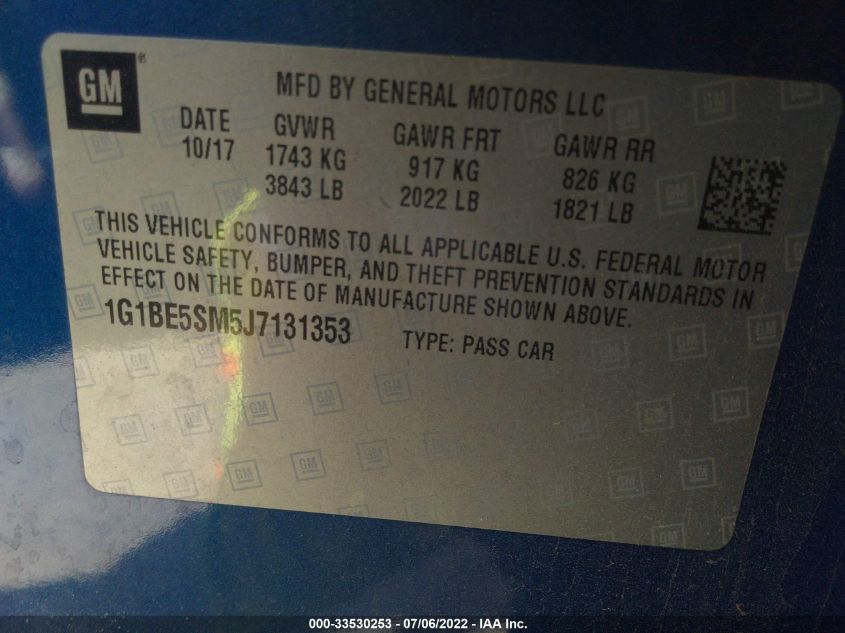 GM®
MFD BY GENERAL MOTORS LLC
DATE GVWR GAWR FRT GAWR RR
10/17 1743 KG 917 KG 826 KG
3843 LB 2022 LB 1821 LB
THIS VEHICLE CONFORMS TO ALL APPLICABLE U.S. FEDERAL MOTOR
VEHICLE SAFETY, BUMPER, AND THEFT PREVENTION STANDARDS IN
EFFECT ON THE DATE OF MANUFACTURE SHOWN ABOVE.
1G1BE5SM5J7131353 TYPE: PASS CAR
000-33530253 - 07/06/2022 - IAA Inc.